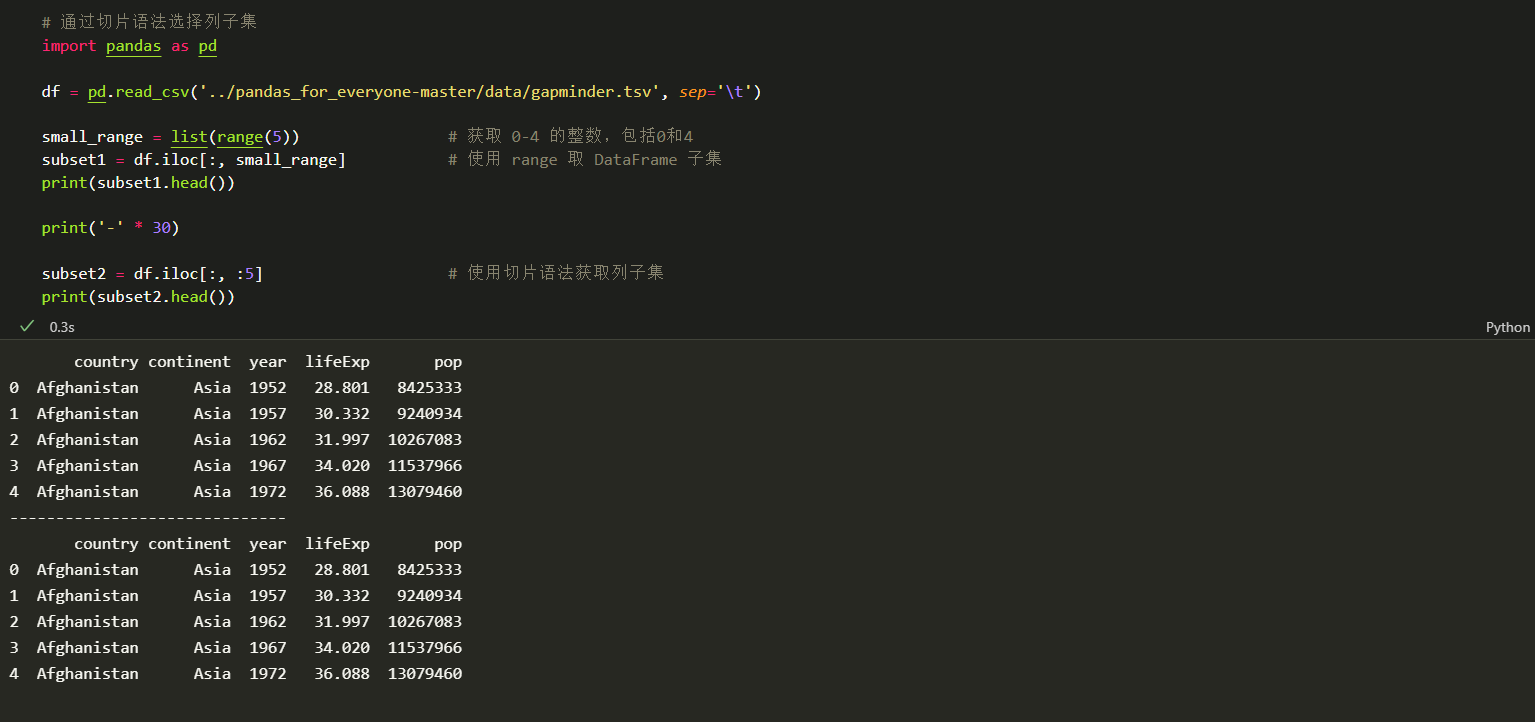 # 通过切片语法选择列子集
import pandas as pd
df = pd.read_csv('../pandas_for_everyone-master/data/gapminder.tsv', sep='\t')
small_range = list(range(5))                # 获取 0-4 的整数，包括0和4
subset1 = df.iloc[:, small_range]           # 使用 range 取 DataFrame 子集
print(subset1.head())
print('-' * 30)
subset2 = df.iloc[:, :5]                    # 使用切片语法获取列子集
print(subset2.head())
0.3s
Python
       country continent  year  lifeExp       pop
0  Afghanistan      Asia  1952   28.801   8425333
1  Afghanistan      Asia  1957   30.332   9240934
2  Afghanistan      Asia  1962   31.997  10267083
3  Afghanistan      Asia  1967   34.020  11537966
4  Afghanistan      Asia  1972   36.088  13079460
------------------------------
       country continent  year  lifeExp       pop
0  Afghanistan      Asia  1952   28.801   8425333
1  Afghanistan      Asia  1957   30.332   9240934
2  Afghanistan      Asia  1962   31.997  10267083
3  Afghanistan      Asia  1967   34.020  11537966
4  Afghanistan      Asia  1972   36.088  13079460